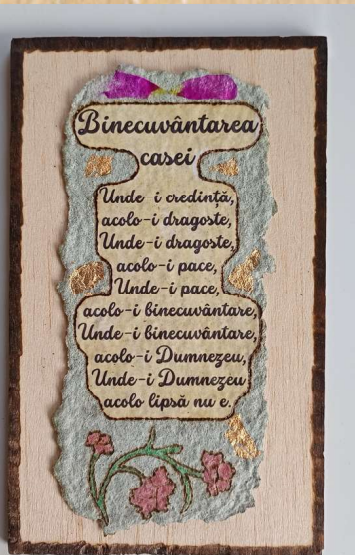 Binecuvântarea
casei
Unde-i credință,
acolo-i dragoste,
Unde-i dragoste,
acolo-i pace,
Unde-i pace,
acolo-i binecuvântare,
Unde-i binecuvântare,
acolo-i Dumnezeu,
Unde-i Dumnezeu
acolo lipsă nu e.